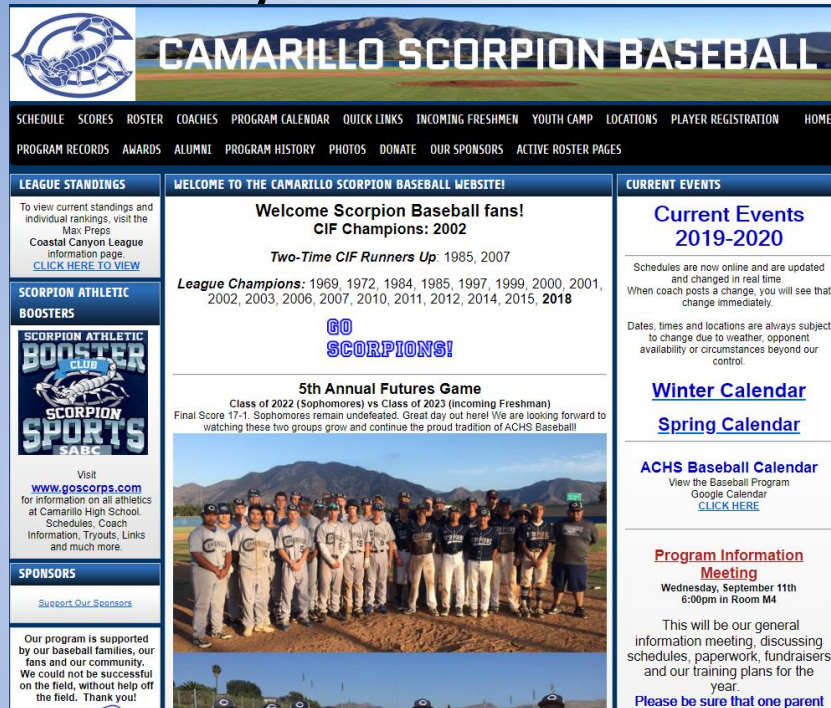 CAMARILLO SCORPION BASEBALL
SCHEDULE SCORES ROSTER COACHES PROGRAM CALENDAR QUICK LINKS INCOMING FRESHMEN YOUTH CAMP LOCATIONS PLAYER REGISTRATION HOME
PROGRAM RECORDS AWARDS ALUMNI PROGRAM HISTORY PHOTOS DONATE OUR SPONSORS ACTIVE ROSTER PAGES
LEAGUE STANDINGS
To view current standings and
individual rankings, visit the
Max Preps
Coastal Canyon League
information page.
CLICK HERE TO VIEW
SCORPION ATHLETIC
BOOSTERS
SCORPION ATHLETIC
BOOSTER
CLUB
SCORPION
SPORTS
SABC
Visit
www.goscorps.com
for information on all athletics
at Camarillo High School.
Schedules, Coach
Information, Tryouts, Links
and much more.
SPONSORS
Support Our Sponsors
Our program is supported
by our baseball families, our
fans and our community.
We could not be successful
on the field, without help off
the field. Thank you!
WELCOME TO THE CAMARILLO SCORPION BASEBALL WEBSITE!
Welcome Scorpion Baseball fans!
CIF Champions: 2002
Two-Time CIF Runners Up: 1985, 2007
League Champions: 1969, 1972, 1984, 1985, 1997, 1999, 2000, 2001,
2002, 2003, 2006, 2007, 2010, 2011, 2012, 2014, 2015, 2018
GO
SCORPIONS!
5th Annual Futures Game
Class of 2022 (Sophomores) vs Class of 2023 (incoming Freshman)
Final Score 17-1. Sophomores remain undefeated. Great day out here! We are looking forward to
watching these two groups grow and continue the proud tradition of ACHS Baseball!
CURRENT EVENTS
Current Events
2019-2020
Schedules are now online and are updated
and changed in real time.
When coach posts a change, you will see that
change immediately.
Dates, times and locations are always subject
to change due to weather, opponent
availability or circumstances beyond our
control.
Winter Calendar
Spring Calendar
ACHS Baseball Calendar
View the Baseball Program
Google Calendar
CLICK HERE
Program Information
Meeting
Wednesday, September 11th
6:00pm in Room M4
This will be our general
information meeting, discussing
schedules, paperwork, fundraisers
and our training plans for the
year.
Please be sure that one parent